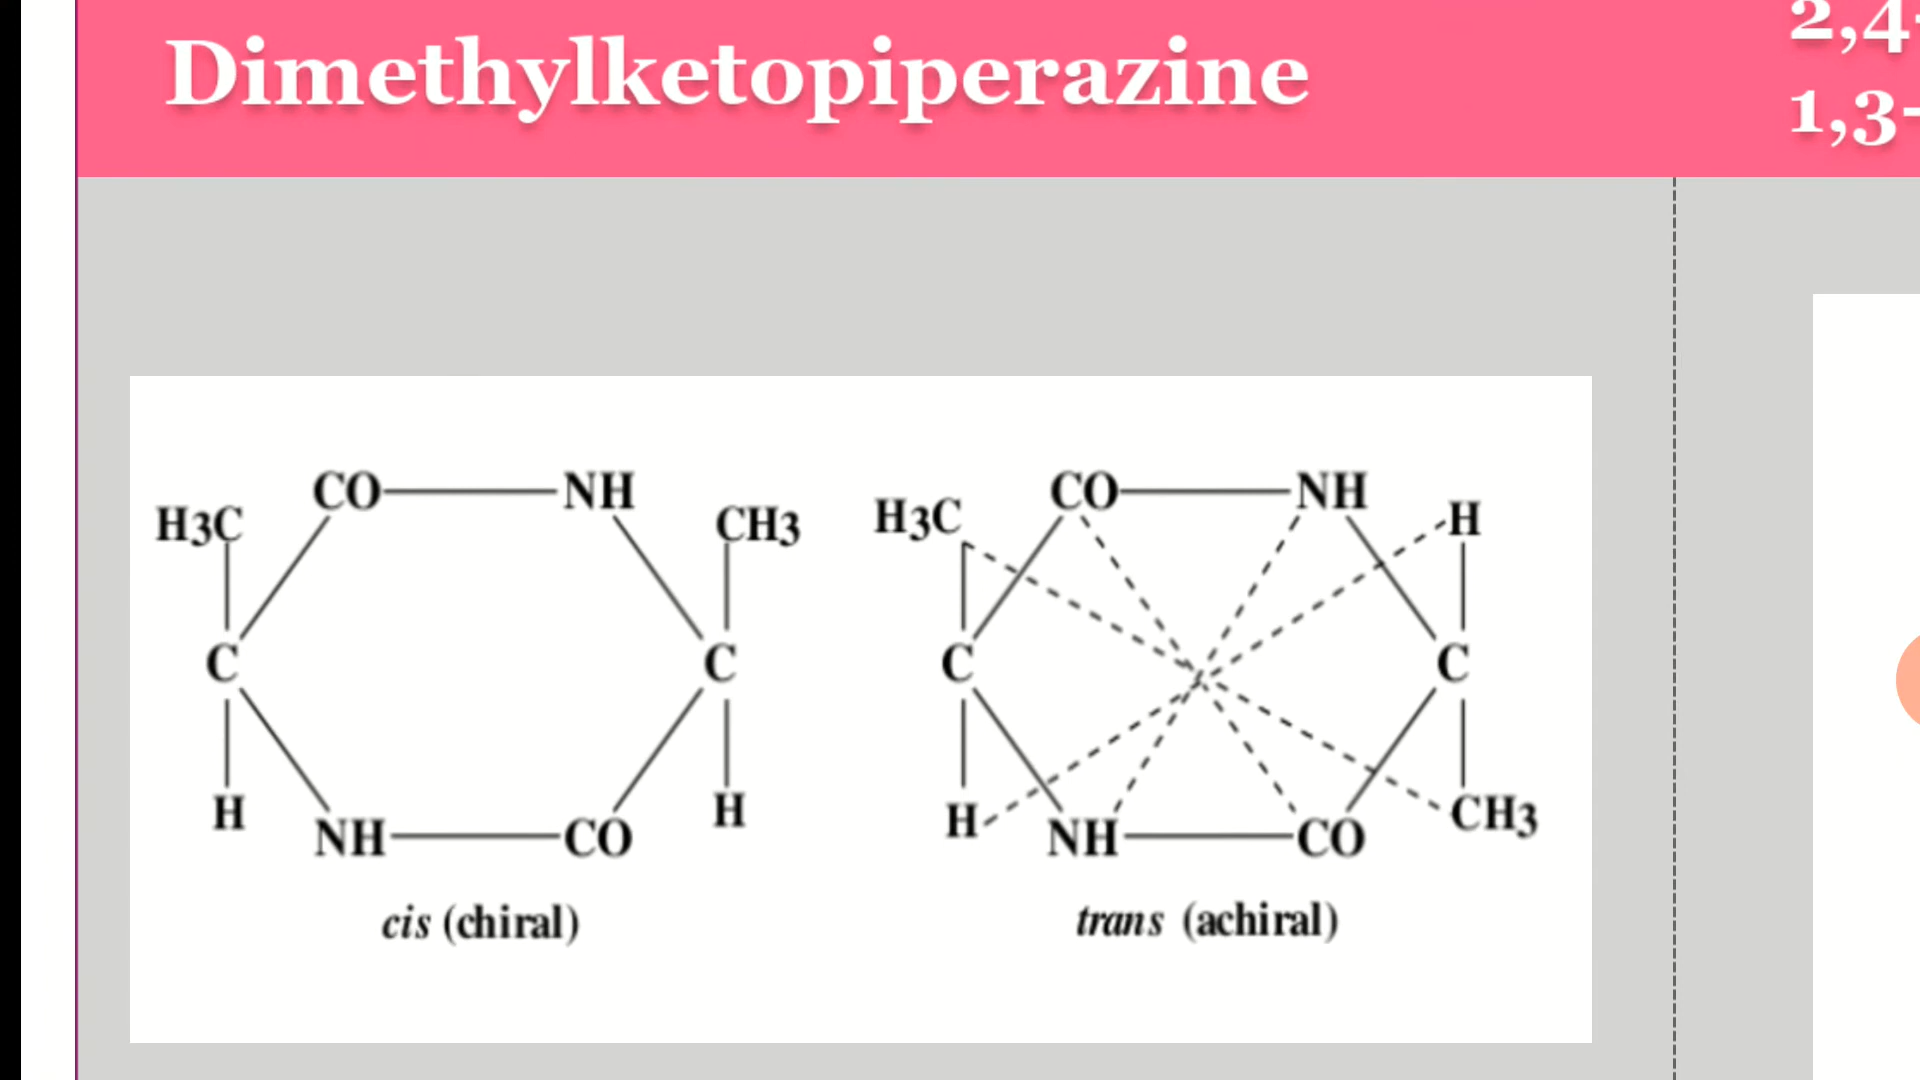 Dimethylketopiperazine
2,4-
1,3-
CO NH
H3C CH3
C C
H H
NH CO
cis (chiral)
CO NH
H3C H
C C
H CH3
NH CO
trans (achiral)